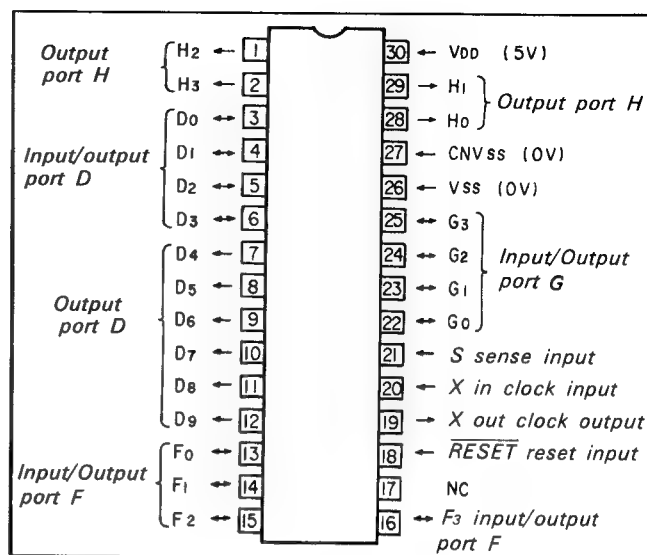 Output port H
H2 1
H3 2
Input/output port D
D0 3
D1 4
D2 5
D3 6
Output port D
D4 7
D5 8
D6 9
D7 10
D8 11
D9 12
Input/Output port F
F0 13
F1 14
F2 15
30 VDD (5V)
29 H1
28 H0
Output port H
27 CNVss (0V)
26 Vss (0V)
25 G3
24 G2
23 G1
22 G0
Input/Output port G
21 S sense input
20 X in clock input
19 X out clock output
18 RESET reset input
17 NC
16 F3 input/output port F